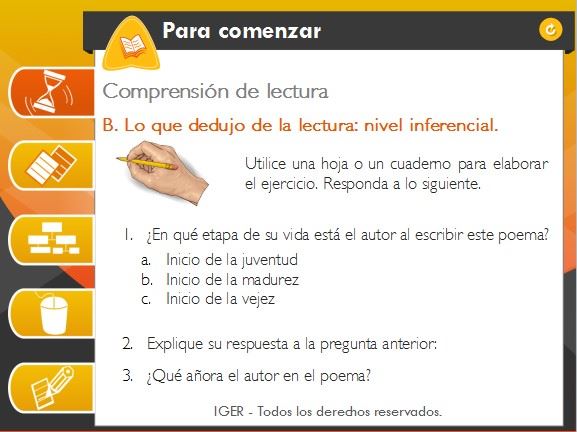 Para comenzar
Comprensión de lectura
B. Lo que dedujo de la lectura: nivel inferencial.
Utilice una hoja o un cuaderno para elaborar
el ejercicio. Responda a lo siguiente.
1. ¿En qué etapa de su vida está el autor al escribir este poema?
a. Inicio de la juventud
b. Inicio de la madurez
c. Inicio de la vejez
2. Explique su respuesta a la pregunta anterior:
3. ¿Qué añora el autor en el poema?
IGER - Todos los derechos reservados.